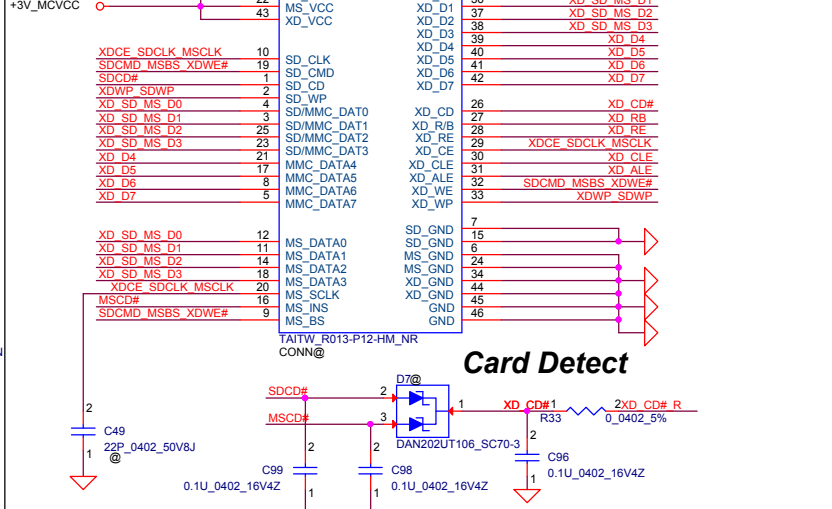 +3V_MCVCC
43
MS_VCC
XD_VCC
XD_D1
XD_D2
XD_D3
XD_D4
XD_D5
XD_D6
XD_D7
37
38
39
40
41
42
XD_SD_MS_D1
XD_SD_MS_D2
XD_SD_MS_D3
XD_D4
XD_D5
XD_D6
XD_D7
XDCE_SDCLK_MSCLK 10 SD_CLK
SDCMD_MSBS_XDWE# 19 SD_CMD
SDCD# 1 SD_CD
XDWP_SDWP 2 SD_WP
XD_SD_MS_D0 4 SD/MMC_DAT0
XD_SD_MS_D1 3 SD/MMC_DAT1
XD_SD_MS_D2 25 SD/MMC_DAT2
XD_SD_MS_D3 23 SD/MMC_DAT3
XD_D4 21 MMC_DATA4
XD_D5 17 MMC_DATA5
XD_D6 8 MMC_DATA6
XD_D7 5 MMC_DATA7
XD_CD 26 XD_CD#
XD_R/B 27 XD_RB
XD_RE 28 XD_RE
XD_CE 29 XDCE_SDCLK_MSCLK
XD_CLE 30 XD_CLE
XD_ALE 31 XD_ALE
XD_WE 32 SDCMD_MSBS_XDWE#
XD_WP 33 XDWP_SDWP
XD_SD_MS_D0 12 MS_DATA0
XD_SD_MS_D1 11 MS_DATA1
XD_SD_MS_D2 14 MS_DATA2
XD_SD_MS_D3 18 MS_DATA3
XDCE_SDCLK_MSCLK 20 MS_SCLK
MSCD# 16 MS_INS
SDCMD_MSBS_XDWE# 9 MS_BS
SD_GND 7
SD_GND 15
MS_GND 6
MS_GND 24
XD_GND 34
XD_GND 44
GND 45
GND 46
TAITW_R013-P12-HM_NR
CONN@
Card Detect
D7@
SDCD# 2
MSCD# 3
1 XD_CD# 1
R33
2 XD_CD#_R
0_0402_5%
DAN202UT106_SC70-3
2
C49
22P_0402_50V8J
1
@
2
C99
0.1U_0402_16V4Z
1
2
C98
0.1U_0402_16V4Z
1
2
C96
0.1U_0402_16V4Z
1